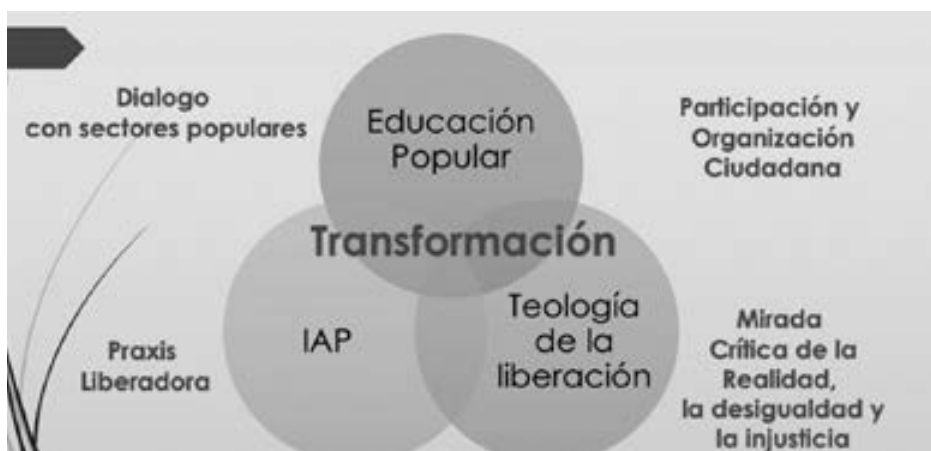 Dialogo
con sectores populares
Educación
Popular
Participación y
Organización
Ciudadana
Transformación
IAP
Teología
de la
liberación
Praxis
Liberadora
Mirada
Crítica de la
Realidad,
la desigualdad y
la injusticia